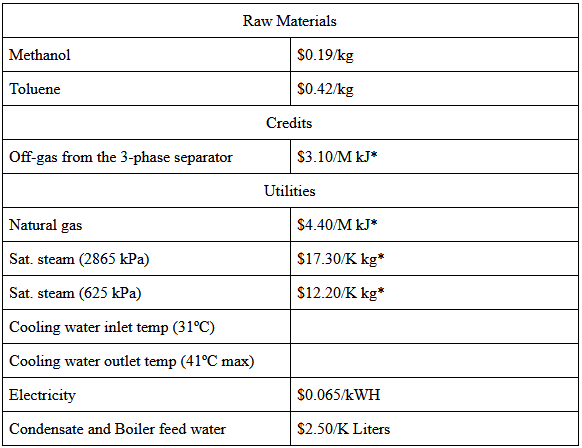 Raw Materials
Methanol $0.19/kg
Toluene $0.42/kg
Credits
Off-gas from the 3-phase separator $3.10/M kJ*
Utilities
Natural gas $4.40/M kJ*
Sat. steam (2865 kPa) $17.30/K kg*
Sat. steam (625 kPa) $12.20/K kg*
Cooling water inlet temp (31ºC)
Cooling water outlet temp (41ºC max)
Electricity $0.065/kWH
Condensate and Boiler feed water $2.50/K Liters